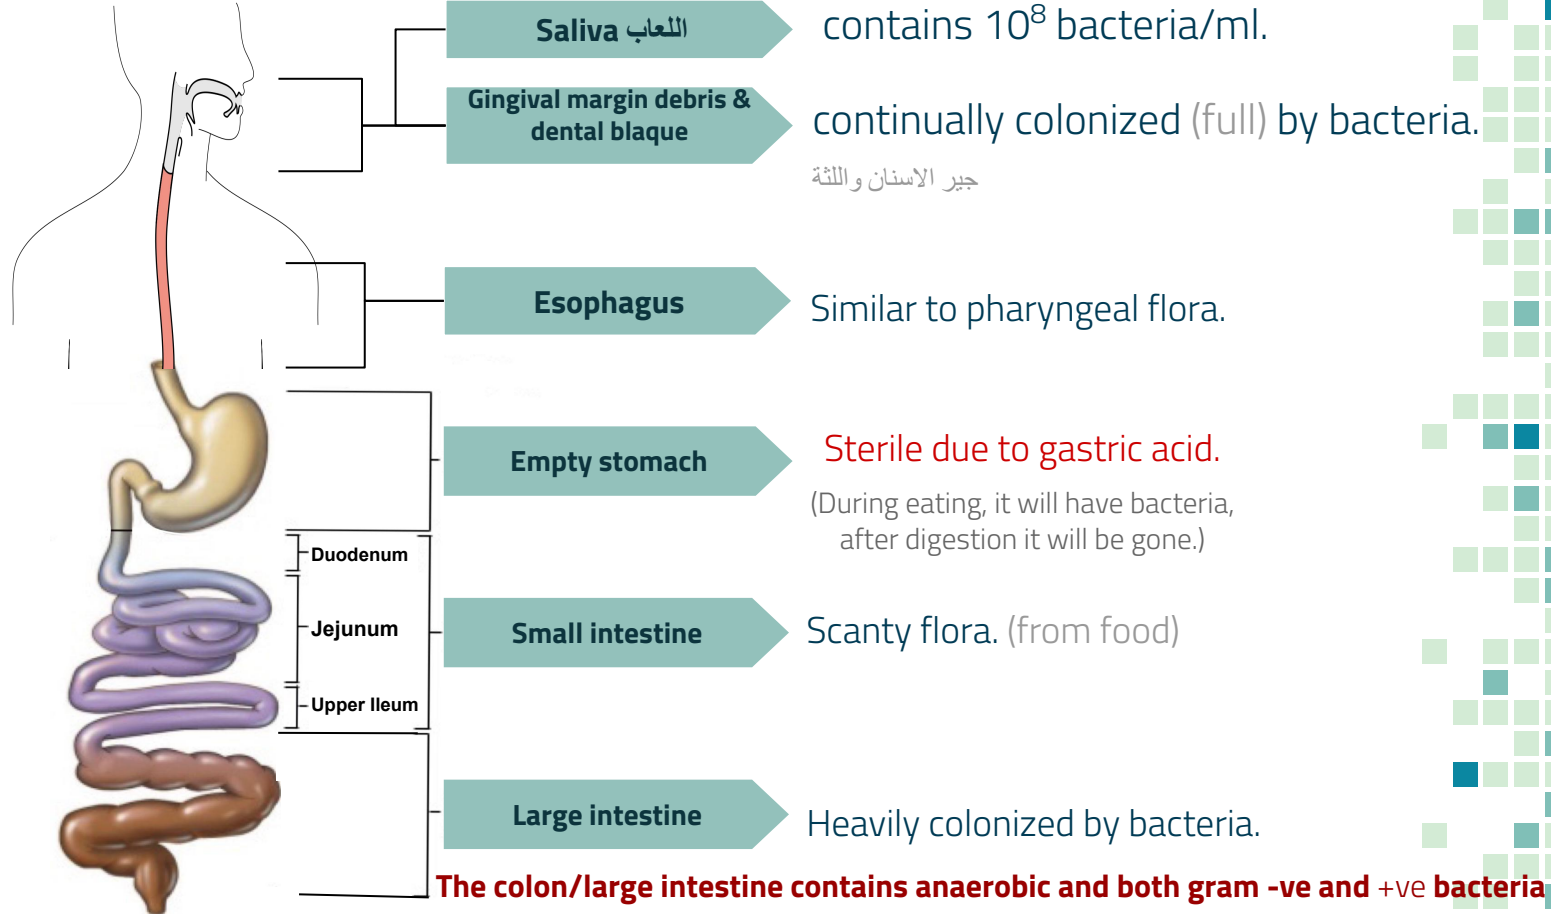 Saliva اللعاب
contains 10⁸ bacteria/ml.
Gingival margin debris &
dental blaque
continually colonized (full) by bacteria.
جير الاسنان واللثة
Esophagus
Similar to pharyngeal flora.
Empty stomach
Sterile due to gastric acid.
(During eating, it will have bacteria,
after digestion it will be gone.)
Duodenum
Jejunum
Upper Ileum
Small intestine
Scanty flora. (from food)
Large intestine
Heavily colonized by bacteria.
The colon/large intestine contains anaerobic and both gram -ve and +ve bacteria